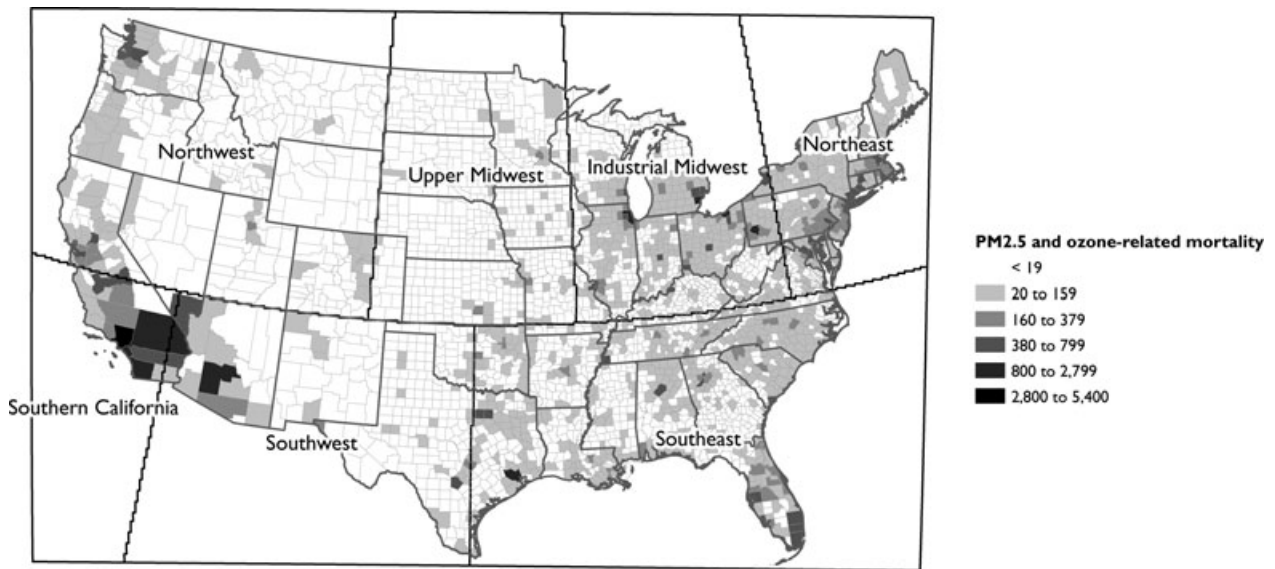 Northwest
Upper Midwest
Industrial Midwest
Northeast
Southern California
Southwest
Southeast
PM2.5 and ozone-related mortality
< 19
20 to 159
160 to 379
380 to 799
800 to 2,799
2,800 to 5,400